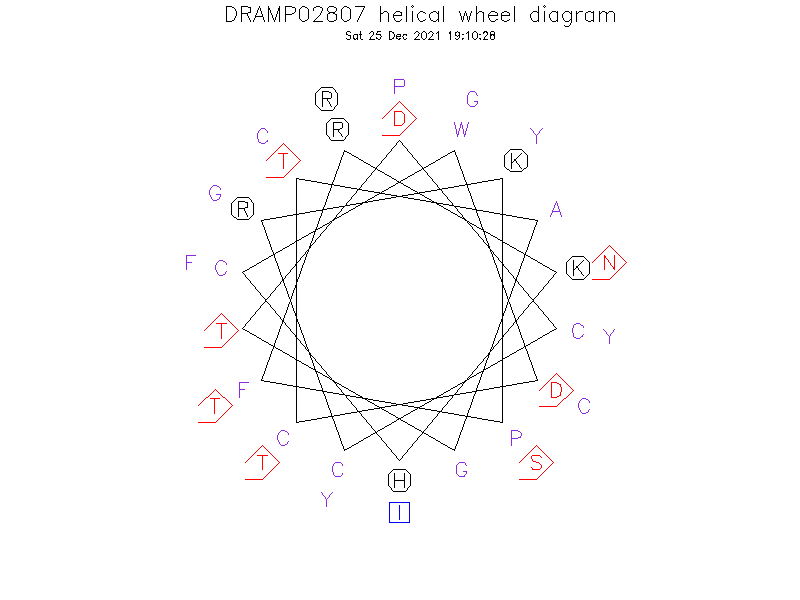 DRAMP02807 helical wheel diagram
Sat 25 Dec 2021 19:10:28
P
R G
D
R W
C Y
T K
G
R A
F C K N
T C Y
F D
T C
C P
T S
C G
H
Y
I